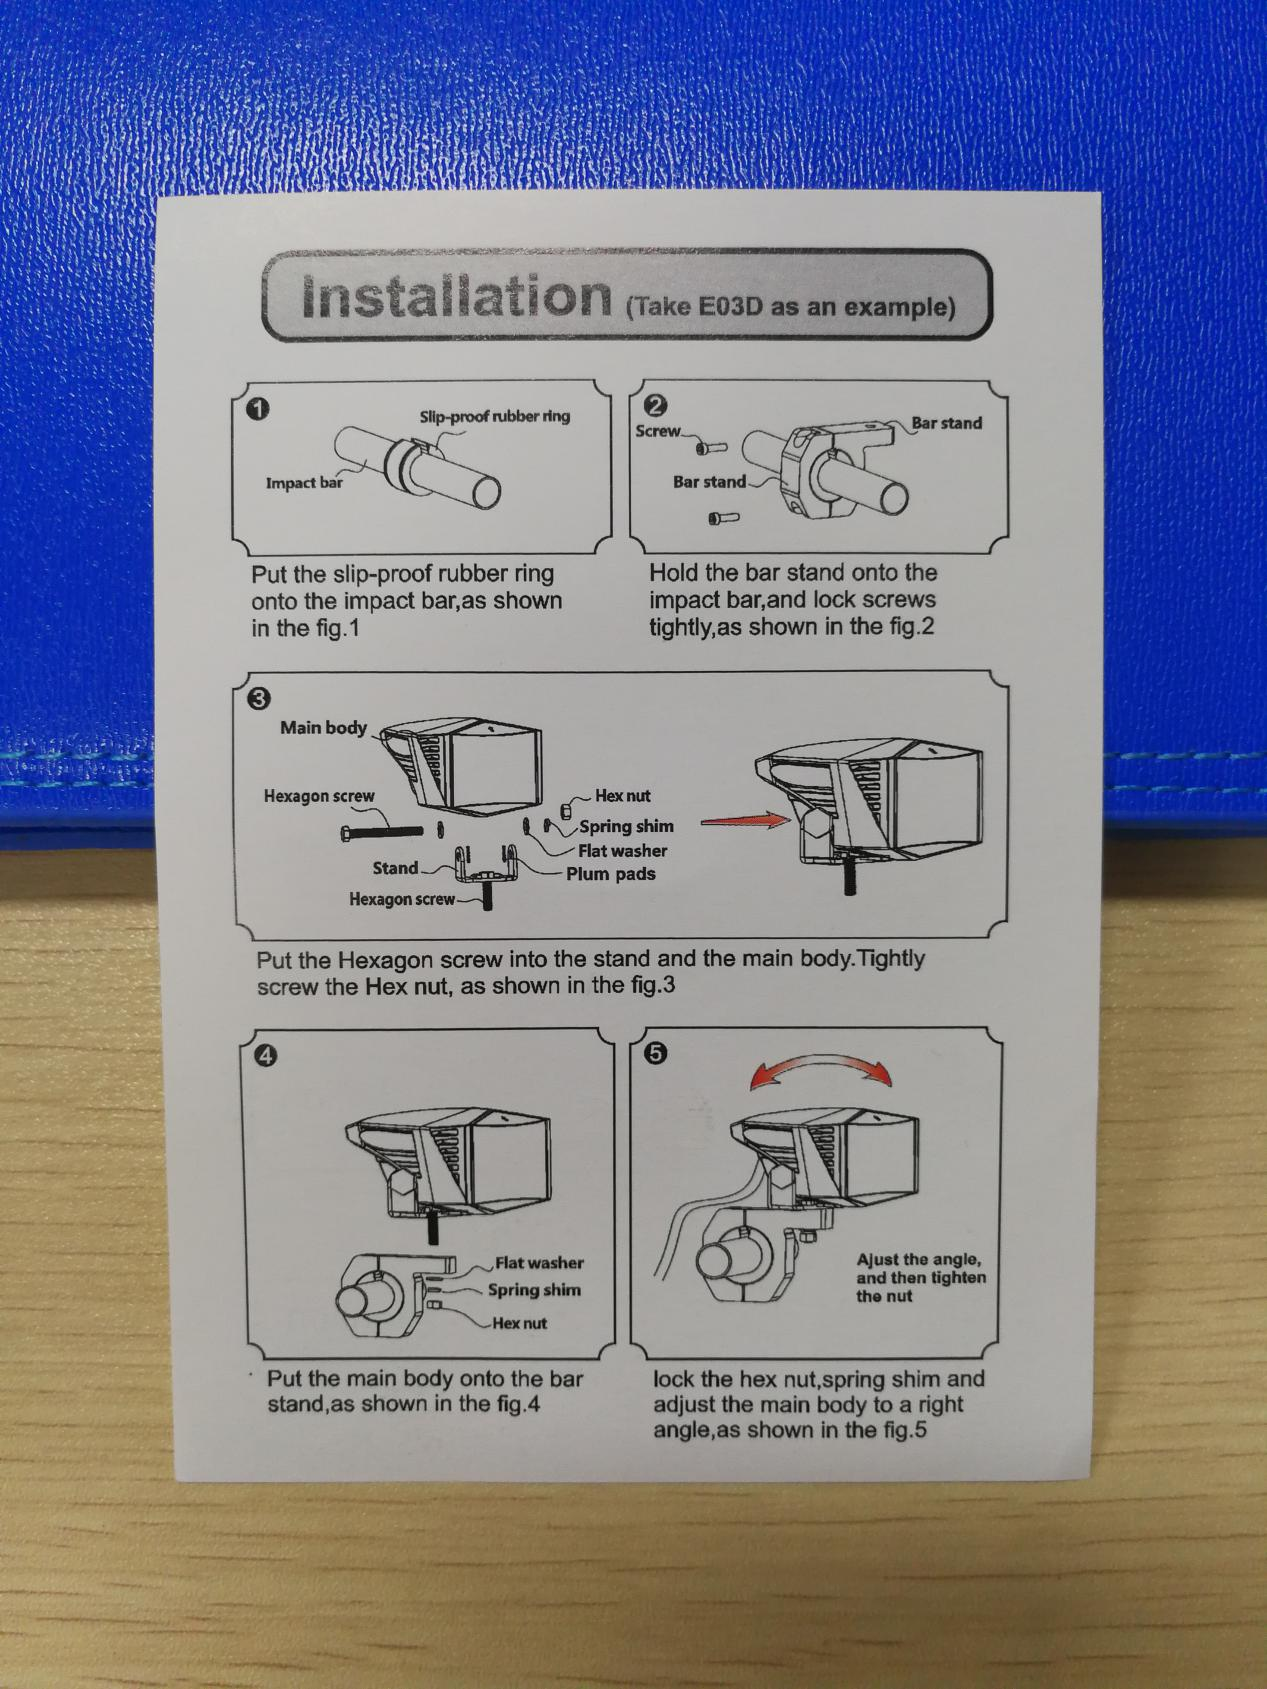 Installation (Take E03D as an example)
1
Slip-proof rubber ring
Impact bar
Put the slip-proof rubber ring
onto the impact bar,as shown
in the fig.1
2
Screw
Bar stand
Bar stand
Hold the bar stand onto the
impact bar,and lock screws
tightly,as shown in the fig.2
3
Main body
Hexagon screw
Hex nut
Spring shim
Flat washer
Stand
Plum pads
Hexagon screw
Put the Hexagon screw into the stand and the main body.Tightly
screw the Hex nut, as shown in the fig.3
4
Flat washer
Spring shim
Hex nut
Put the main body onto the bar
stand,as shown in the fig.4
5
Ajust the angle,
and then tighten
the nut
lock the hex nut,spring shim and
adjust the main body to a right
angle,as shown in the fig.5